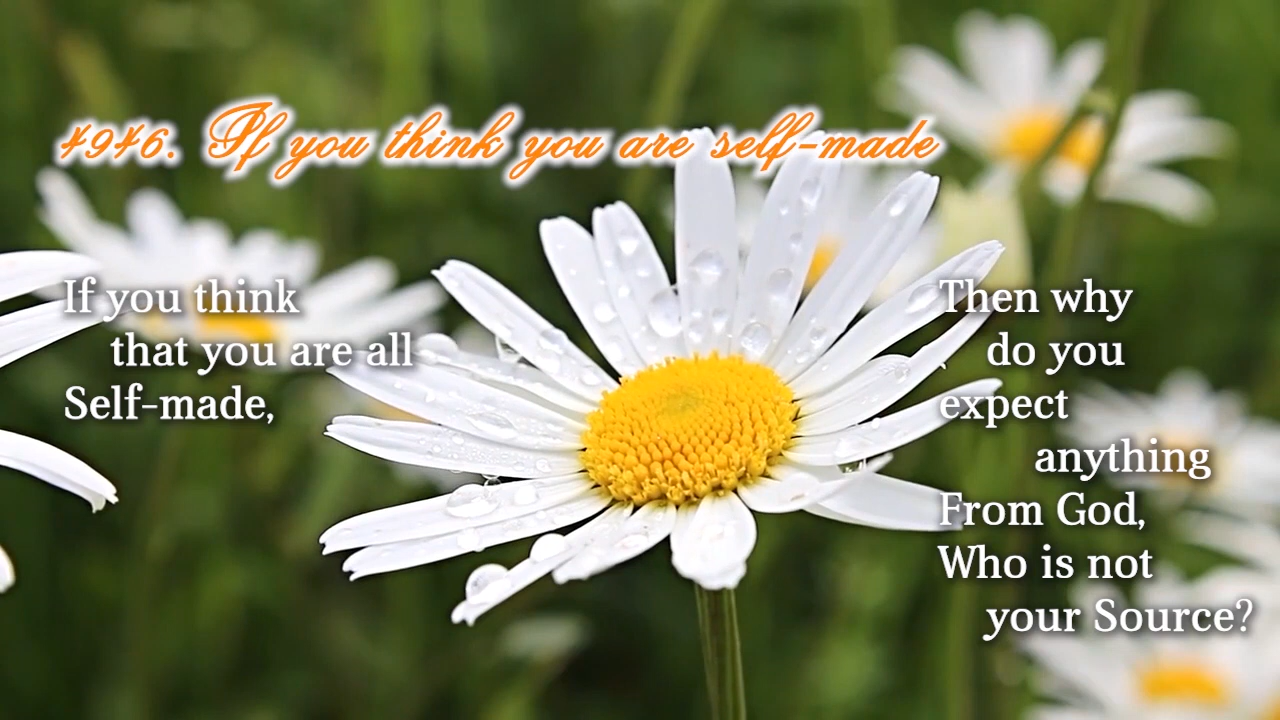 4946. If you think you are self-made
If you think
that you are all
Self-made,
Then why
do you
expect
anything
From God,
Who is not
your Source?